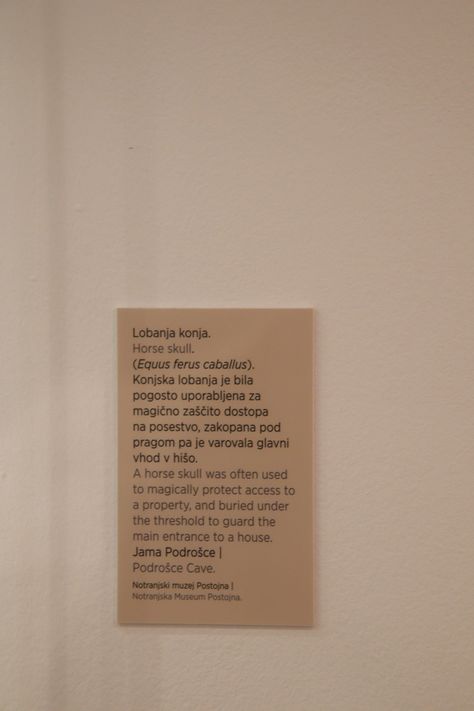 Lobanja konja.
Horse skull.
(Equus ferus caballus).
Konjska lobanja je bila
pogosto uporabljena za
magično zaščito dostopa
na posestvo, zakopana pod
pragom pa je varovala glavni
vhod v hišo.
A horse skull was often used
to magically protect access to
a property, and buried under
the threshold to guard the
main entrance to a house.
Jama Podrošce |
Podrošce Cave.
Notranjski muzej Postojna |
Notranjska Museum Postojna.